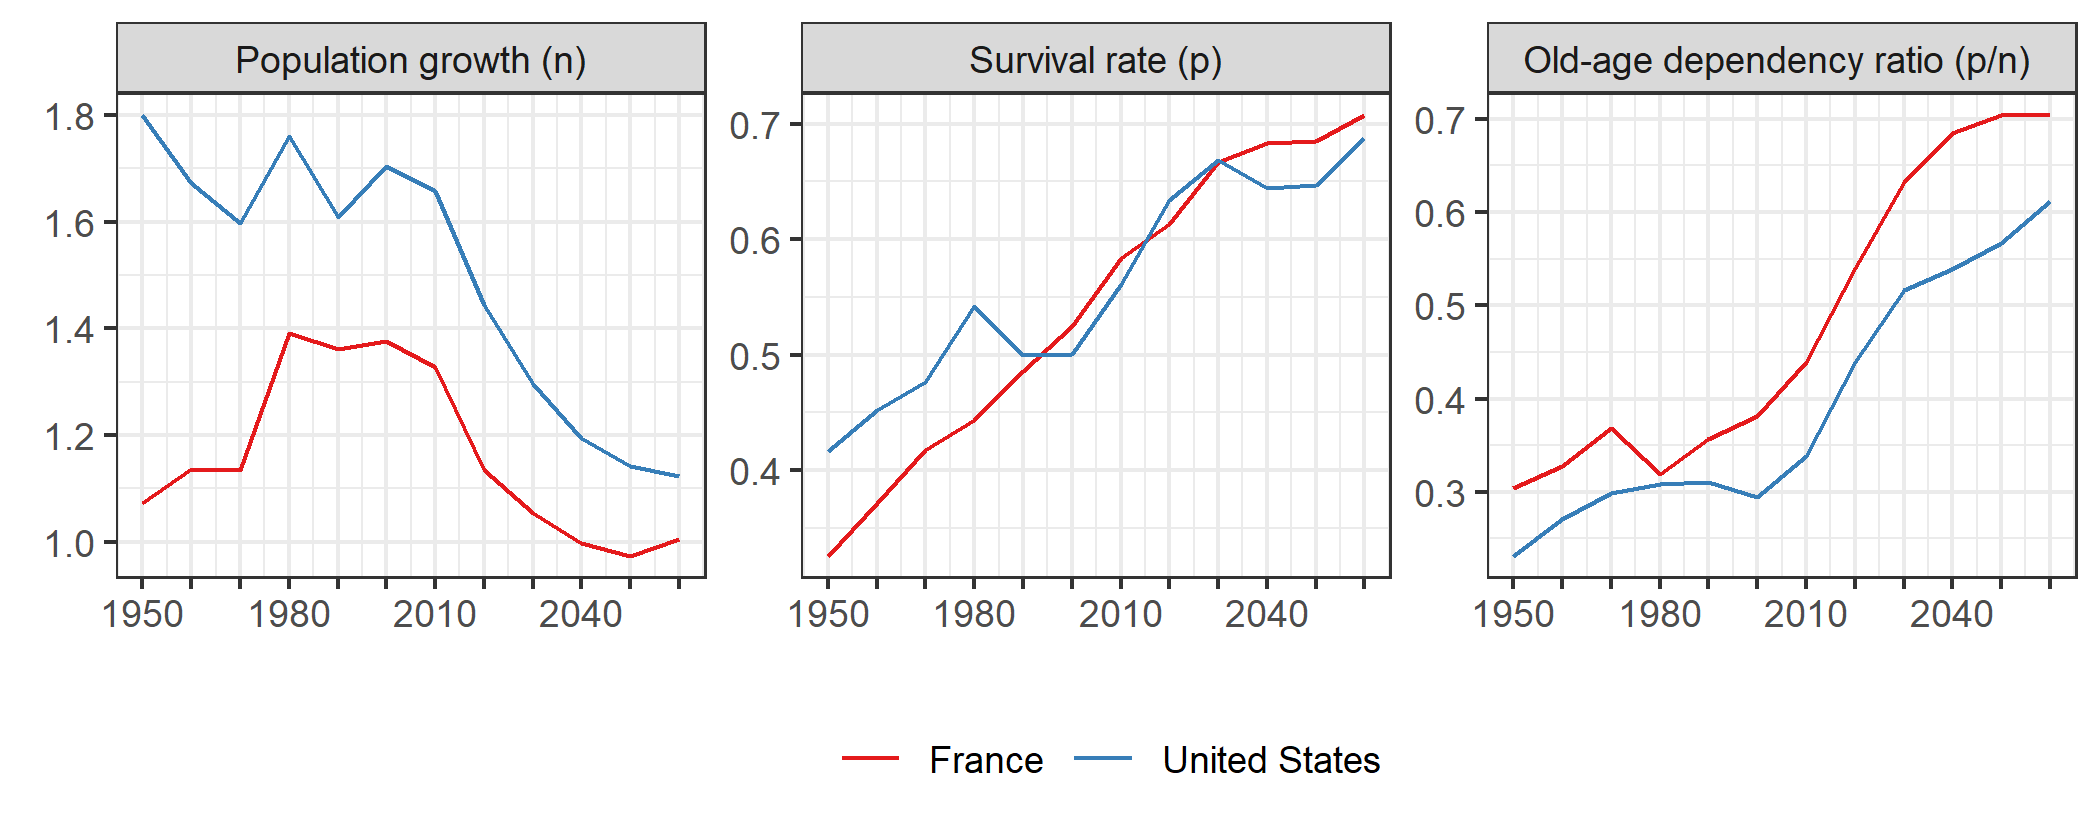 Population growth (n)
Survival rate (p)
Old-age dependency ratio (p/n)
1.8
1.6
1.4
1.2
1.0
0.7
0.6
0.5
0.4
0.7
0.6
0.5
0.4
0.3
1950 1980 2010 2040
1950 1980 2010 2040
1950 1980 2010 2040
France United States